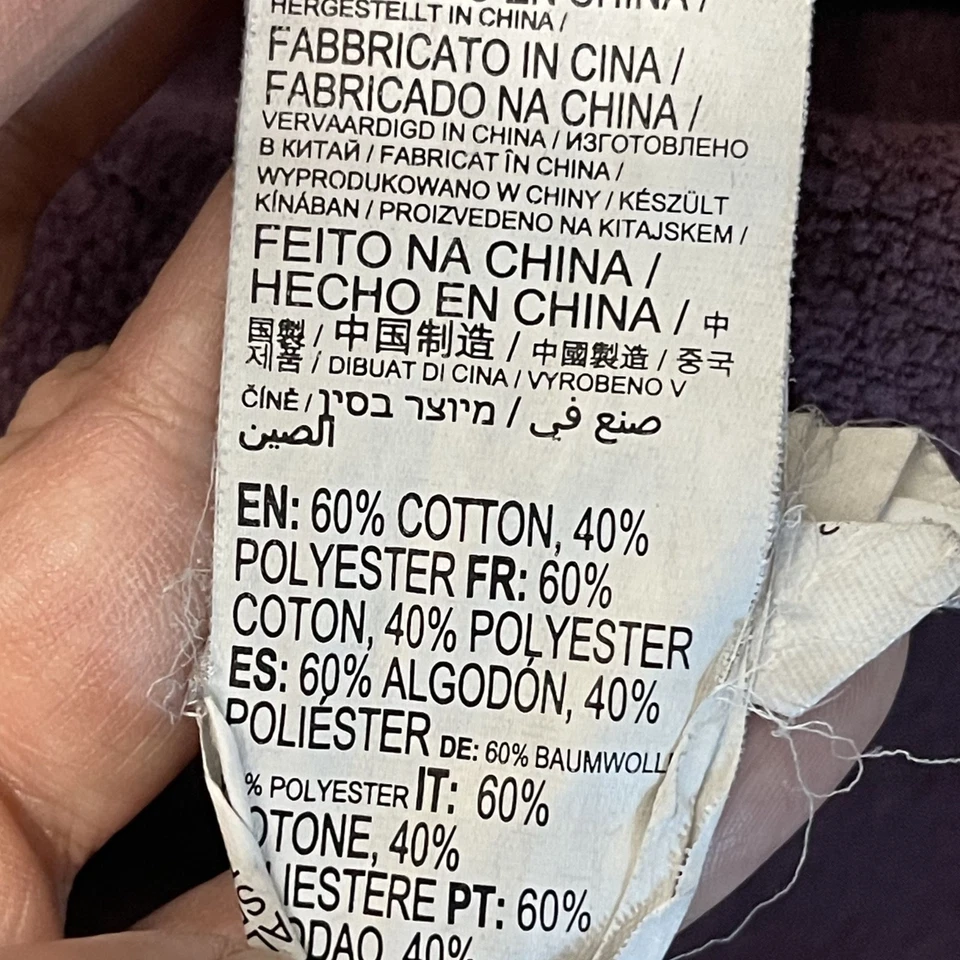 EN CHINA /
HERGESTELLT IN CHINA /
FABBRICATO IN CINA /
FABRICADO NA CHINA /
VERVAARDIGD IN CHINA / ИЗГОТОВЛЕНО
В КИТАЙ / FABRICAT ÎN CHINA /
WYPRODUKOWANO W CHINY / KÉSZÜLT
KÍNÁBAN / PROIZVEDENO NA KITAJSKEM /
FEITO NA CHINA /
HECHO EN CHINA / 中
国製 / 中国制造 / 中國製造 / 중국
제품 / DIBUAT DI CINA / VYROBENO V
ČÍNĚ / מיוצר בסין / صنع في
الصين
EN: 60% COTTON, 40%
POLYESTER FR: 60%
COTON, 40% POLYESTER
ES: 60% ALGODÓN, 40%
POLIÉSTER DE: 60%
% POLYESTER IT: 60%
40%
PT: 60%
40%